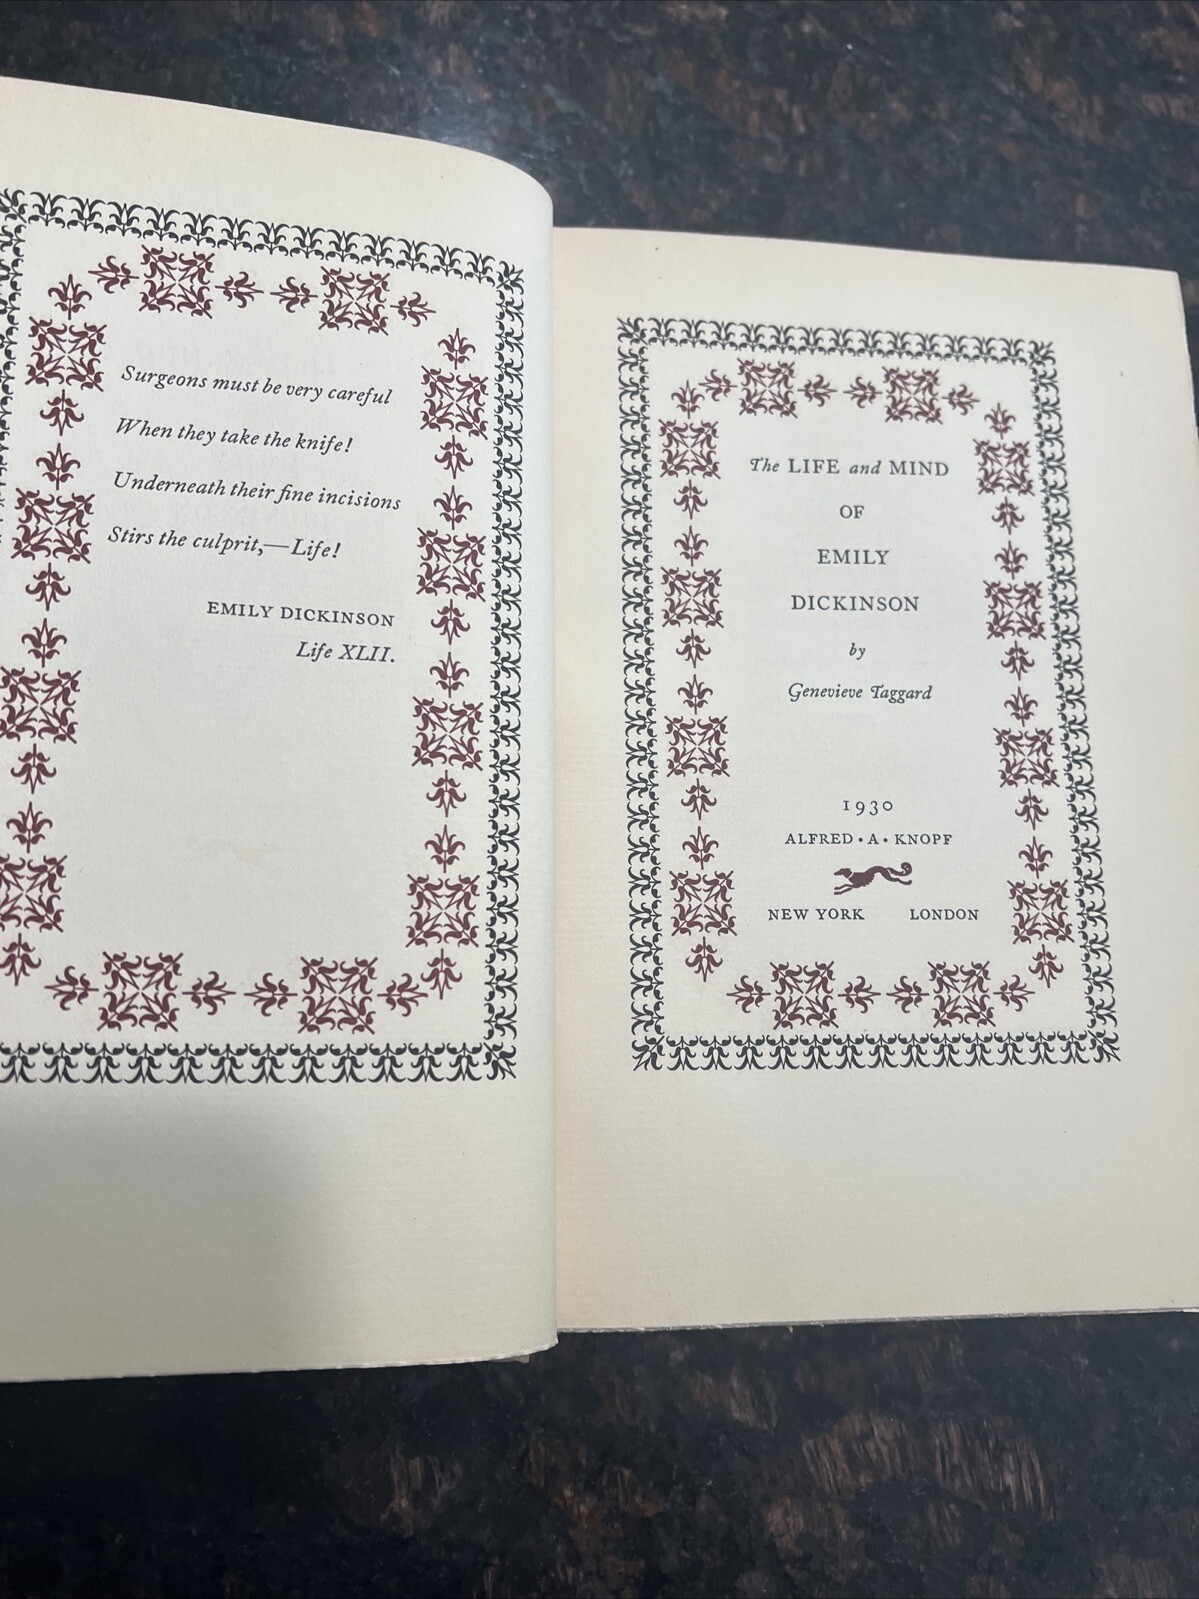 Surgeons must be very careful
When they take the knife!
Underneath their fine incisions
Stirs the culprit,—Life!
EMILY DICKINSON
Life XLII.
The LIFE and MIND
OF
EMILY
DICKINSON
by
Genevieve Taggard
1930
ALFRED · A · KNOPF
NEW YORK LONDON